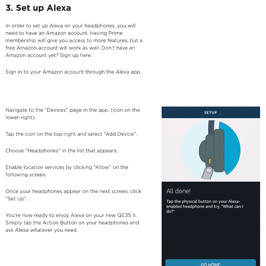 3. Set up Alexa
In order to set up Alexa on your headphones, you will
need to have an Amazon account. Having Prime
membership will give you access to more features, but a
free Amazon account will work as well. Don't have an
Amazon account yet? Sign up here.
Sign in to your Amazon account through the Alexa app.
Navigate to the "Devices" page in the app. (icon on the
lower-right).
Tap the icon on the top-right and select "Add Device".
Choose "Headphones" in the list that appears.
Enable location services by clicking "Allow" on the
following screen.
Once your headphones appear on the next screen, click
"Set Up".
You're now ready to enjoy Alexa on your new QC35 II.
Simply tap the Action Button on your headphones and
ask Alexa whatever you need.
SETUP
All done!
Tap the physical button on your Alexa-
enabled headphone and try, "What can I
do?"
GO HOME